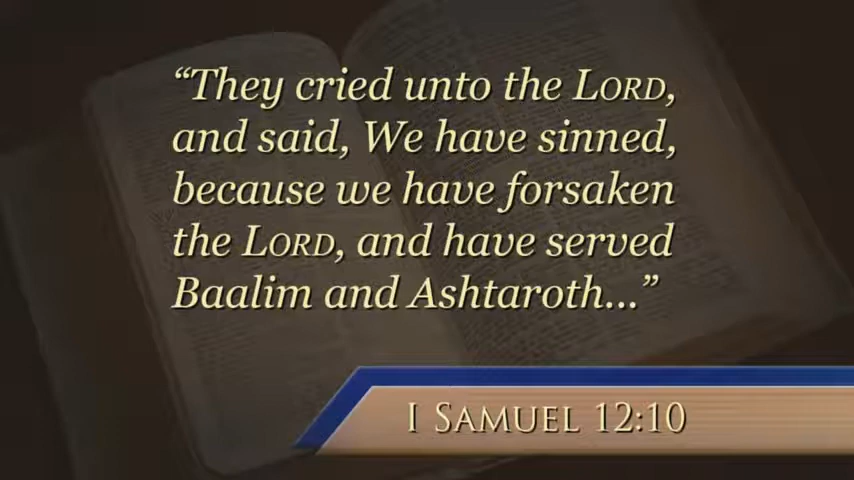 “They cried unto the LORD,
and said, We have sinned,
because we have forsaken
the LORD, and have served
Baalim and Ashtaroth...”
I SAMUEL 12:10